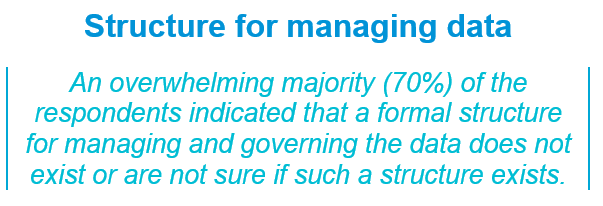 Structure for managing data
An overwhelming majority (70%) of the
respondents indicated that a formal structure
for managing and governing the data does not
exist or are not sure if such a structure exists.